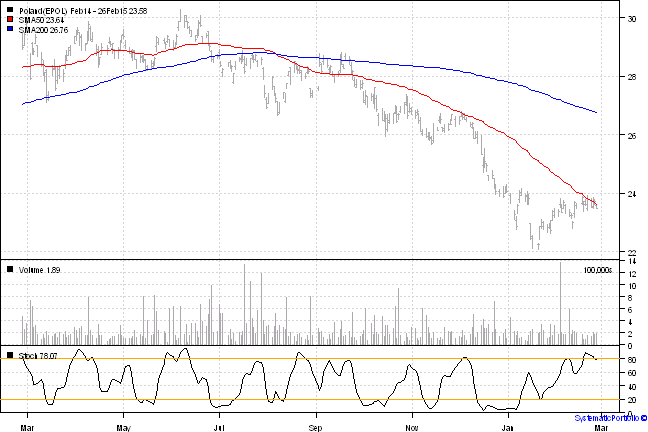 Poland(EPOL) Feb14 - 26Feb15 23.58
SMA50 23.64
SMA200 26.76
30
28
26
24
22
Volume 1.89
100,000s
14
12
10
8
6
4
2
0
Stoch 78.07
80
60
40
20
0
SystematicPortfolio ©
Mar May Jul Sep Nov Jan Mar